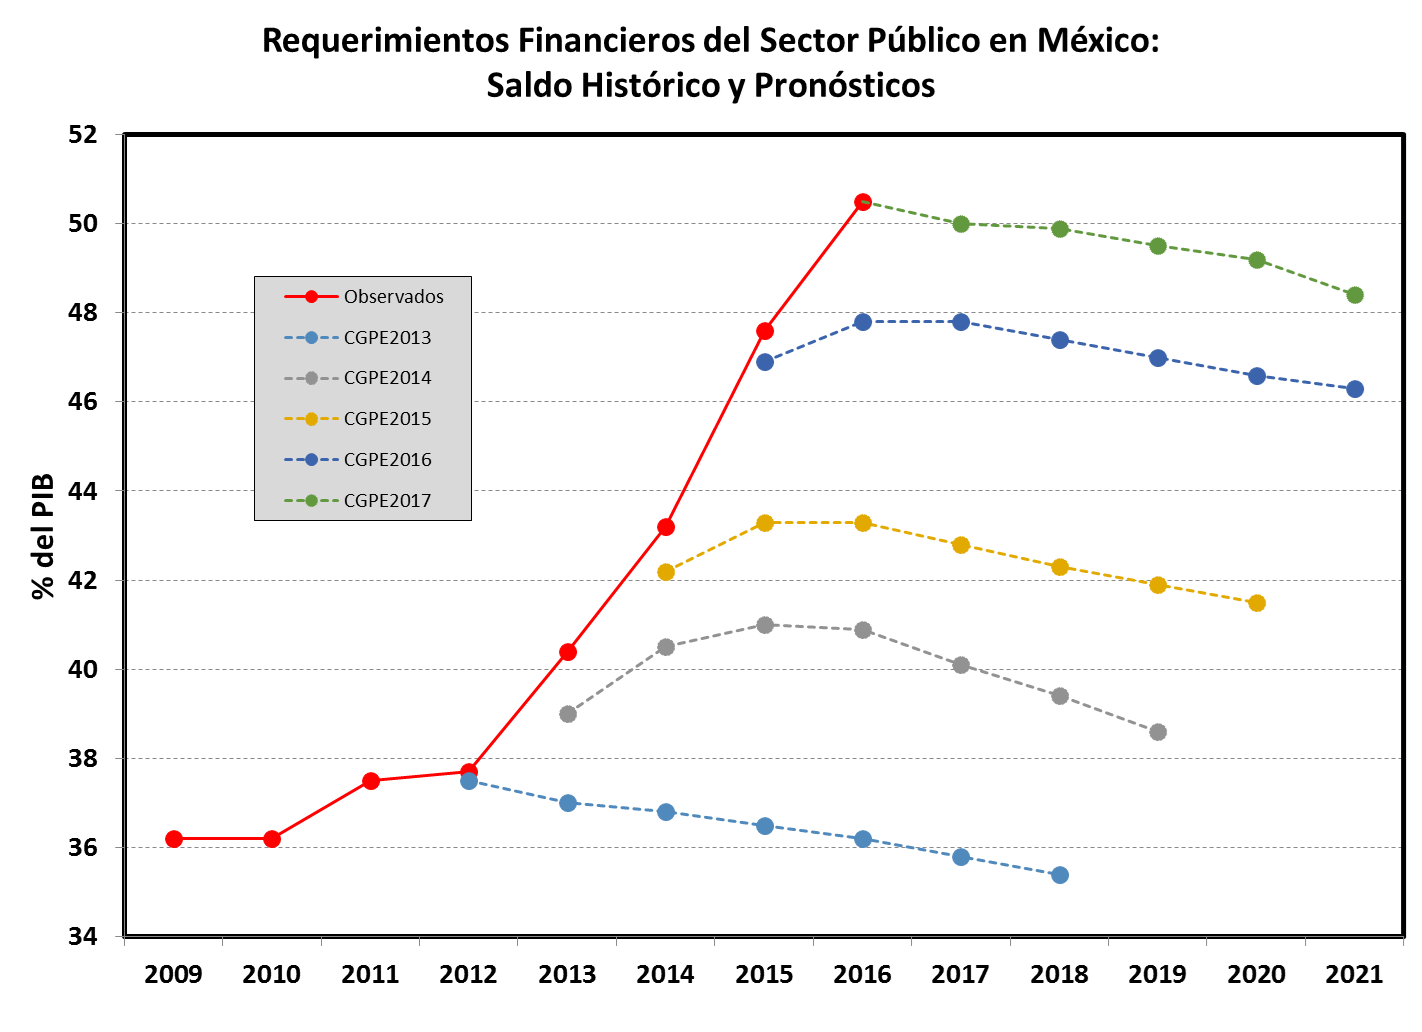 Requerimientos Financieros del Sector Público en México:
Saldo Histórico y Pronósticos
% del PIB
52
50
48
46
44
42
40
38
36
34
Observados
CGPE2013
CGPE2014
CGPE2015
CGPE2016
CGPE2017
2009 2010 2011 2012 2013 2014 2015 2016 2017 2018 2019 2020 2021